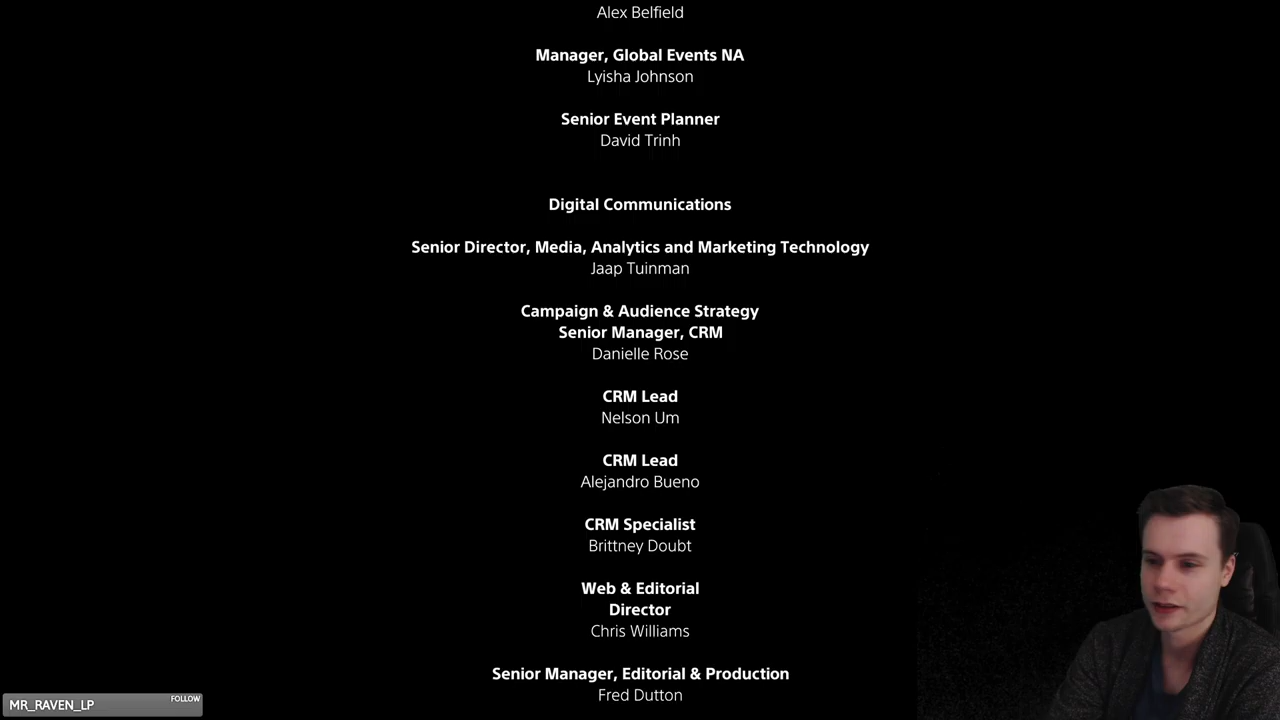 Alex Belfield
Manager, Global Events NA
Lyisha Johnson
Senior Event Planner
David Trinh
Digital Communications
Senior Director, Media, Analytics and Marketing Technology
Jaap Tuinman
Campaign & Audience Strategy
Senior Manager, CRM
Danielle Rose
CRM Lead
Nelson Um
CRM Lead
Alejandro Bueno
CRM Specialist
Brittney Doubt
Web & Editorial
Director
Chris Williams
Senior Manager, Editorial & Production
Fred Dutton
MR_RAVEN_LP
FOLLOW